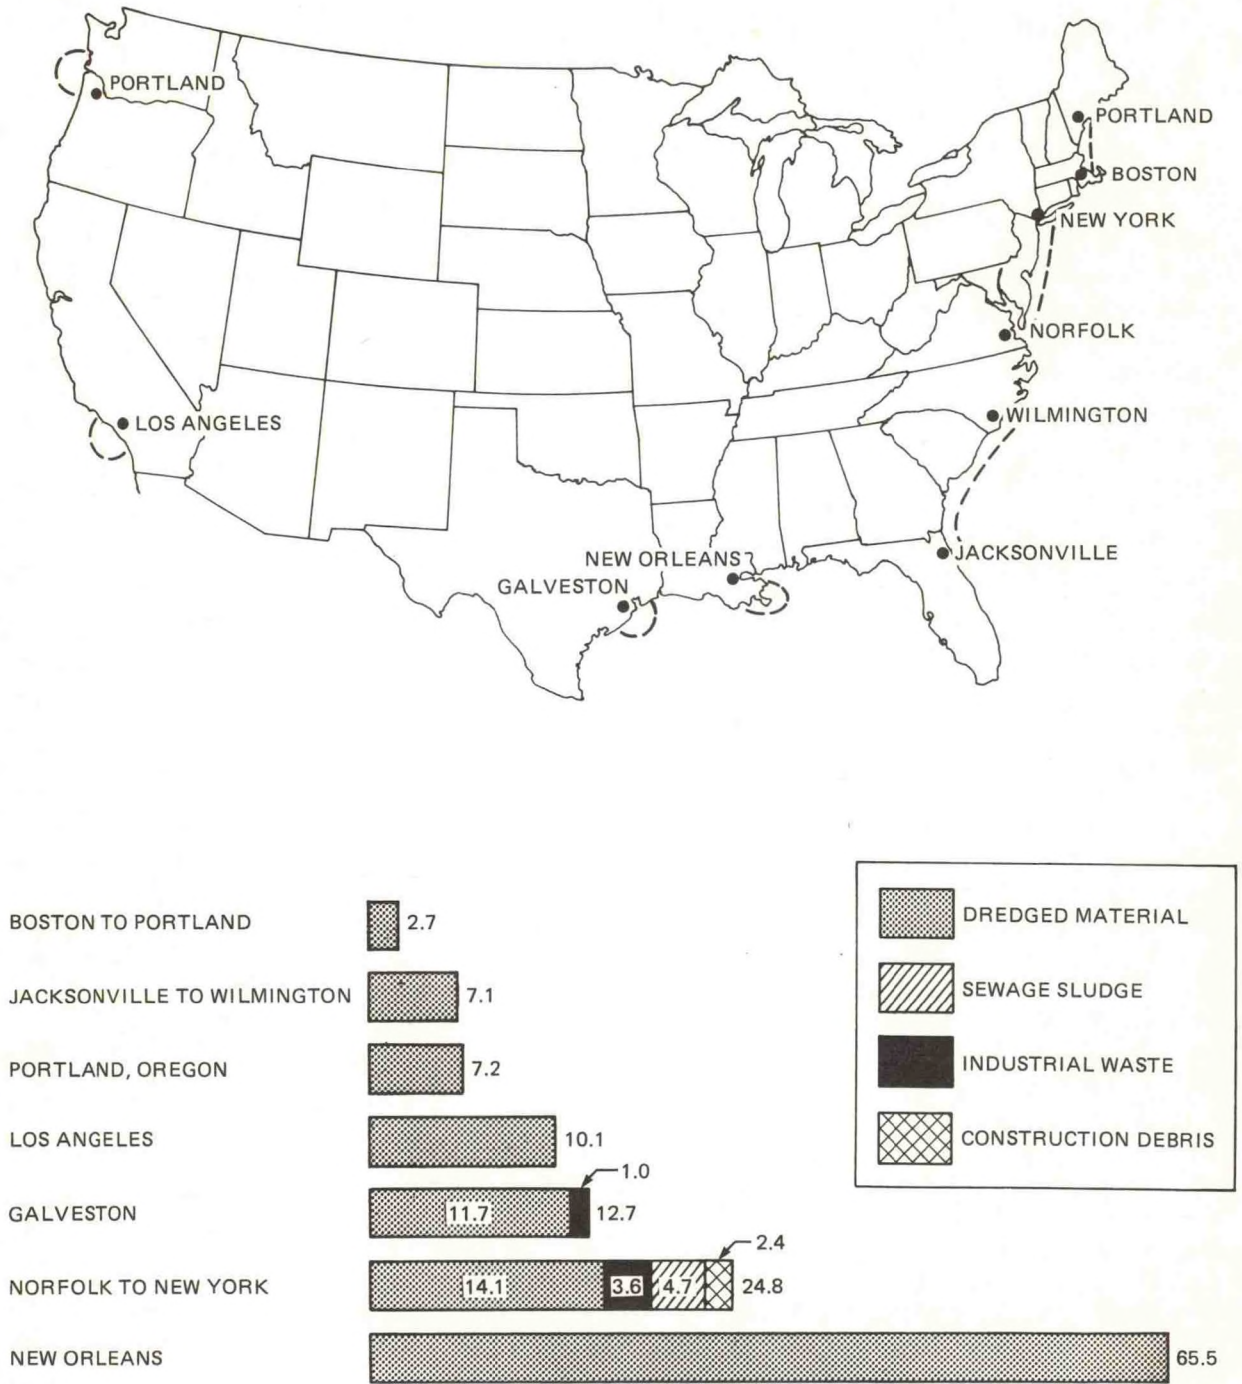 PORTLAND
PORTLAND
BOSTON
NEW YORK
NORFOLK
LOS ANGELES
WILMINGTON
NEW ORLEANS
JACKSONVILLE
GALVESTON
BOSTON TO PORTLAND 2.7
JACKSONVILLE TO WILMINGTON 7.1
PORTLAND, OREGON 7.2
LOS ANGELES 10.1
1.0
GALVESTON 11.7 12.7
2.4
NORFOLK TO NEW YORK 14.1 3.6 4.7 24.8
NEW ORLEANS 65.5
DREDGED MATERIAL
SEWAGE SLUDGE
INDUSTRIAL WASTE
CONSTRUCTION DEBRIS